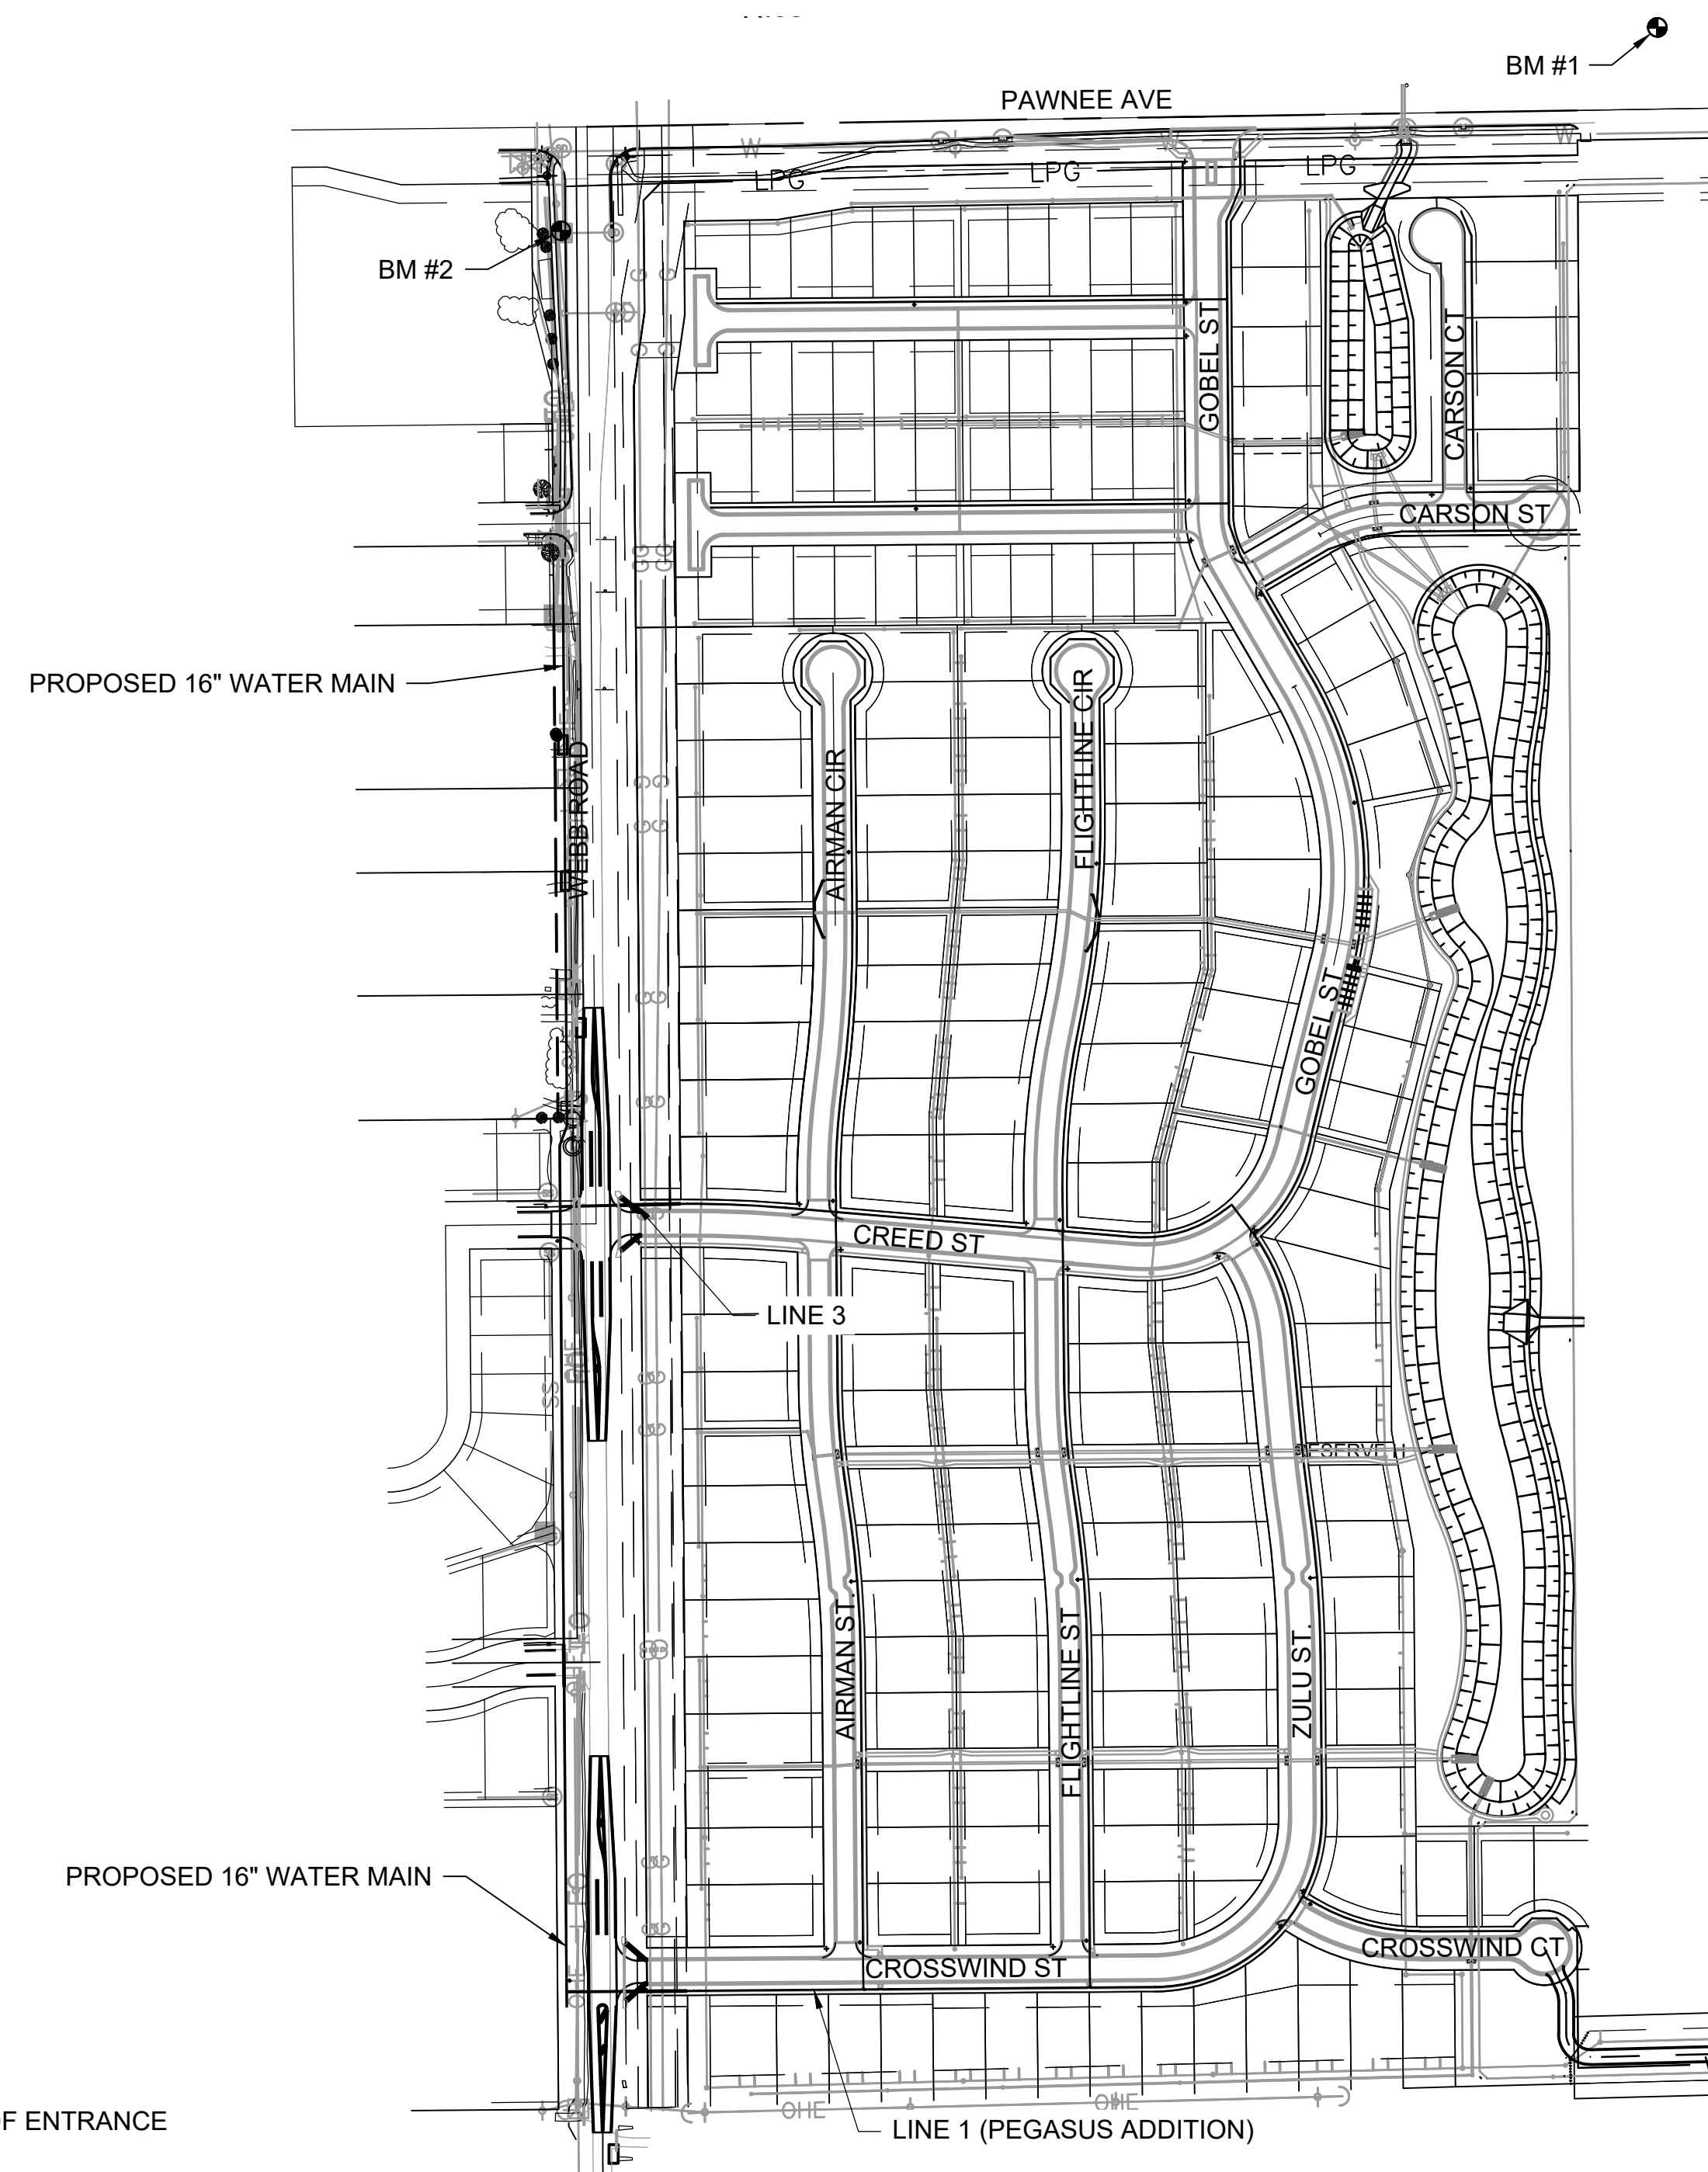 BM #1
PAWNEE AVE
W
W
W
LPG
LPG
LPG
BM #2
G
G
G
G
GOBEL ST
CARSON CT
CARSON ST
PROPOSED 16" WATER MAIN
WEBB ROAD
AIRMAN CIR
FLIGHTLINE CIR
GOBEL ST
CREED ST
LINE 3
SS
AIRMAN ST.
FLIGHTLINE ST
ZULU ST.
PROPOSED 16" WATER MAIN
CROSSWIND ST
CROSSWIND CT
OHE
OHE
OF ENTRANCE
LINE 1 (PEGASUS ADDITION)